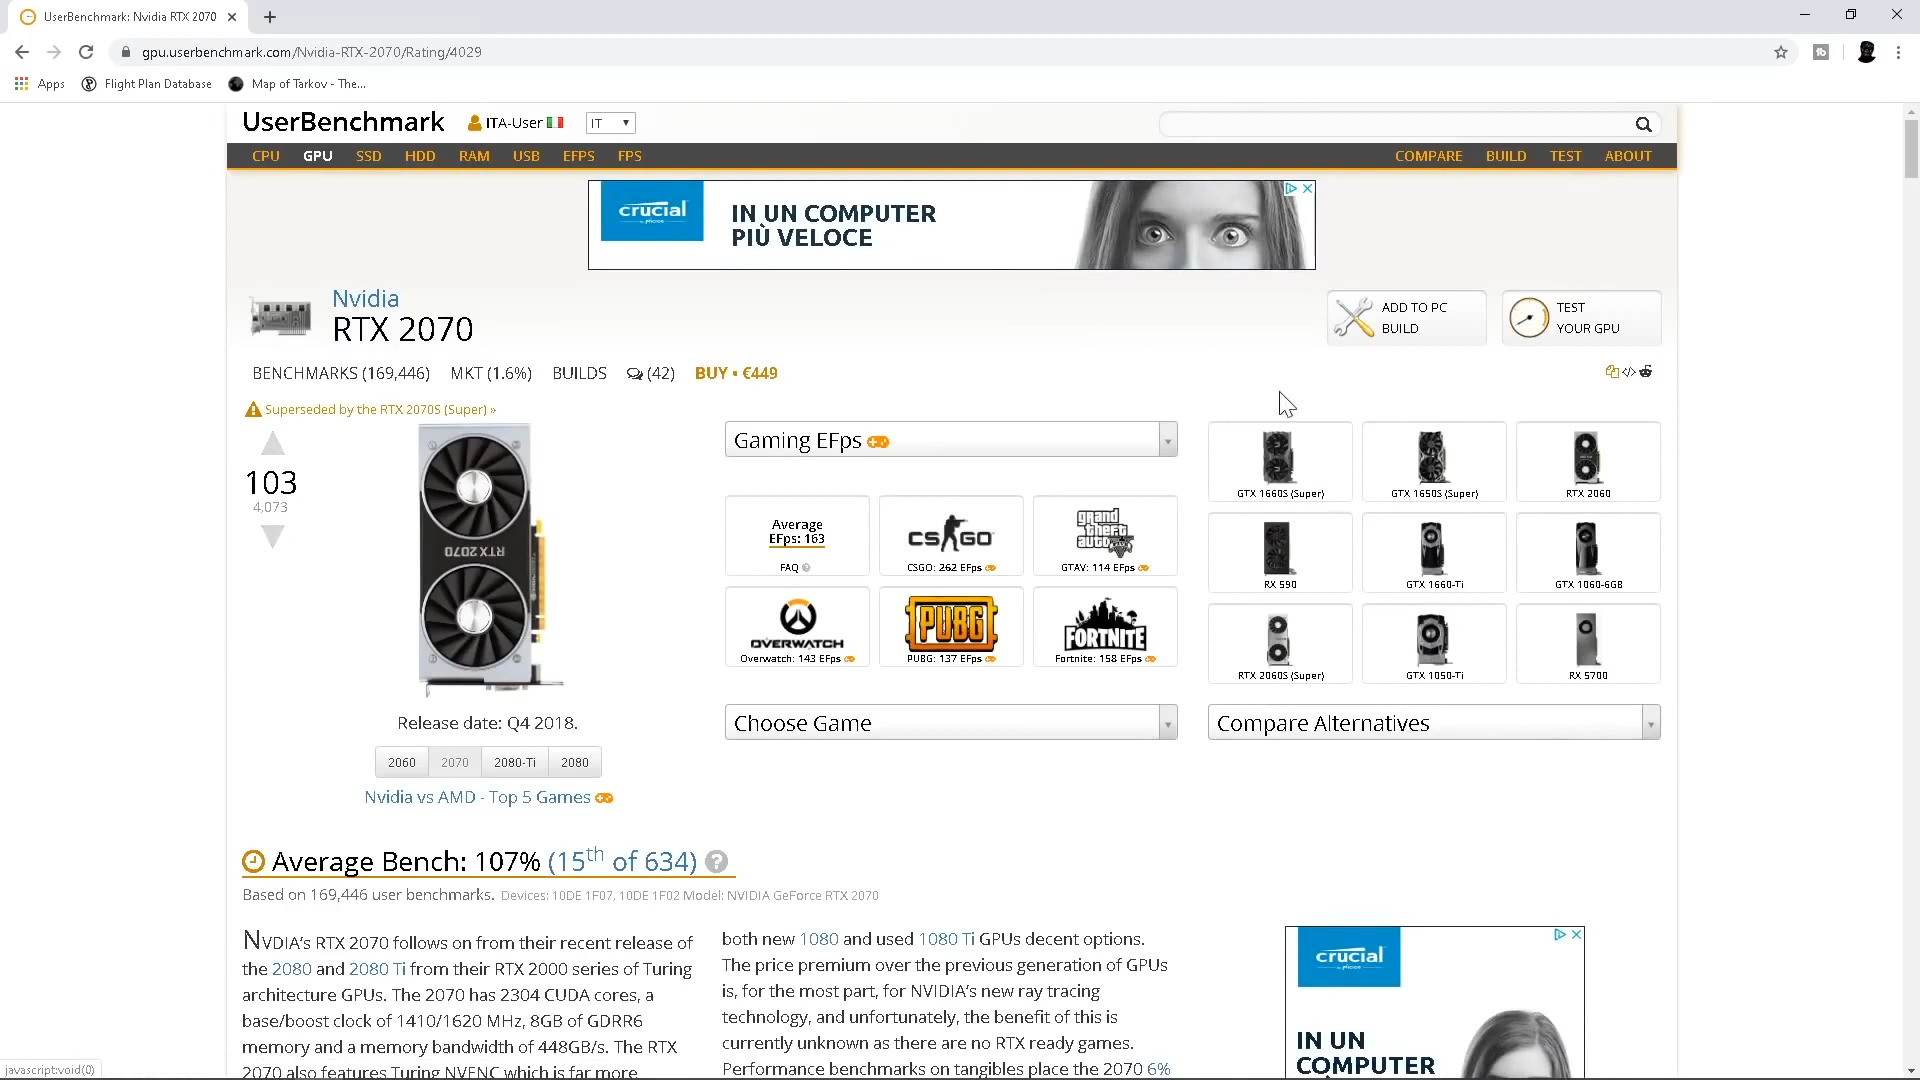 UserBenchmark: Nvidia RTX 2070
gpu.userbenchmark.com/Nvidia-RTX-2070/Rating/4029
Apps
Flight Plan Database
Map of Tarkov - The...
UserBenchmark
ITA-User
IT
CPU GPU SSD HDD RAM USB EFPS FPS
COMPARE BUILD TEST ABOUT
crucial
by Micron
IN UN COMPUTER
PIÙ VELOCE
Nvidia
RTX 2070
ADD TO PC
BUILD
TEST
YOUR GPU
BENCHMARKS (169,446) MKT (1.6%) BUILDS (42) BUY • €449
Superseded by the RTX 2070S (Super) »
103
4,073
RTX 2070
Release date: Q4 2018.
2060 2070 2080-Ti 2080
Nvidia vs AMD - Top 5 Games
Gaming EFps
Average
EFps: 163
FAQ
CS GO
CSGO: 262 EFps
grand
theft
auto
V
GTAV: 114 EFps
OVERWATCH
Overwatch: 143 EFps
PUBG
PUBG: 137 EFps
FORTNITE
Fortnite: 158 EFps
Choose Game
GTX 1660S (Super)
GTX 1650S (Super)
RTX 2060
RX 590
GTX 1660-Ti
GTX 1060-6GB
RTX 2060S (Super)
GTX 1050-Ti
RX 5700
Compare Alternatives
Average Bench: 107% (15th of 634)
Based on 169,446 user benchmarks. Devices: 10DE 1F07, 10DE 1F02 Model: NVIDIA GeForce RTX 2070
NVDIA's RTX 2070 follows on from their recent release of
the 2080 and 2080 Ti from their RTX 2000 series of Turing
architecture GPUs. The 2070 has 2304 CUDA cores, a
base/boost clock of 1410/1620 MHz, 8GB of GDRR6
memory and a memory bandwidth of 448GB/s. The RTX
2070 also features Turing NVENC which is far more
both new 1080 and used 1080 Ti GPUs decent options.
The price premium over the previous generation of GPUs
is, for the most part, for NVIDIA's new ray tracing
technology, and unfortunately, the benefit of this is
currently unknown as there are no RTX ready games.
Performance benchmarks on tangibles place the 2070 6%
crucial
by Micron
IN UN
COMPUTER
javascript:void(0)